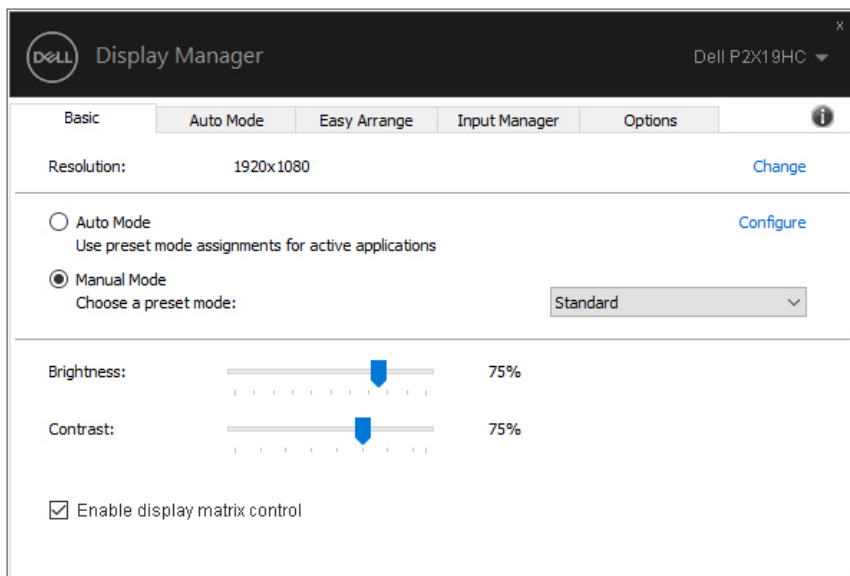 x
DELL Display Manager Dell P2X19HC
Basic Auto Mode Easy Arrange Input Manager Options i
Resolution: 1920x1080 Change
Auto Mode Configure
Use preset mode assignments for active applications
Manual Mode
Choose a preset mode: Standard
Brightness: 75%
Contrast: 75%
Enable display matrix control